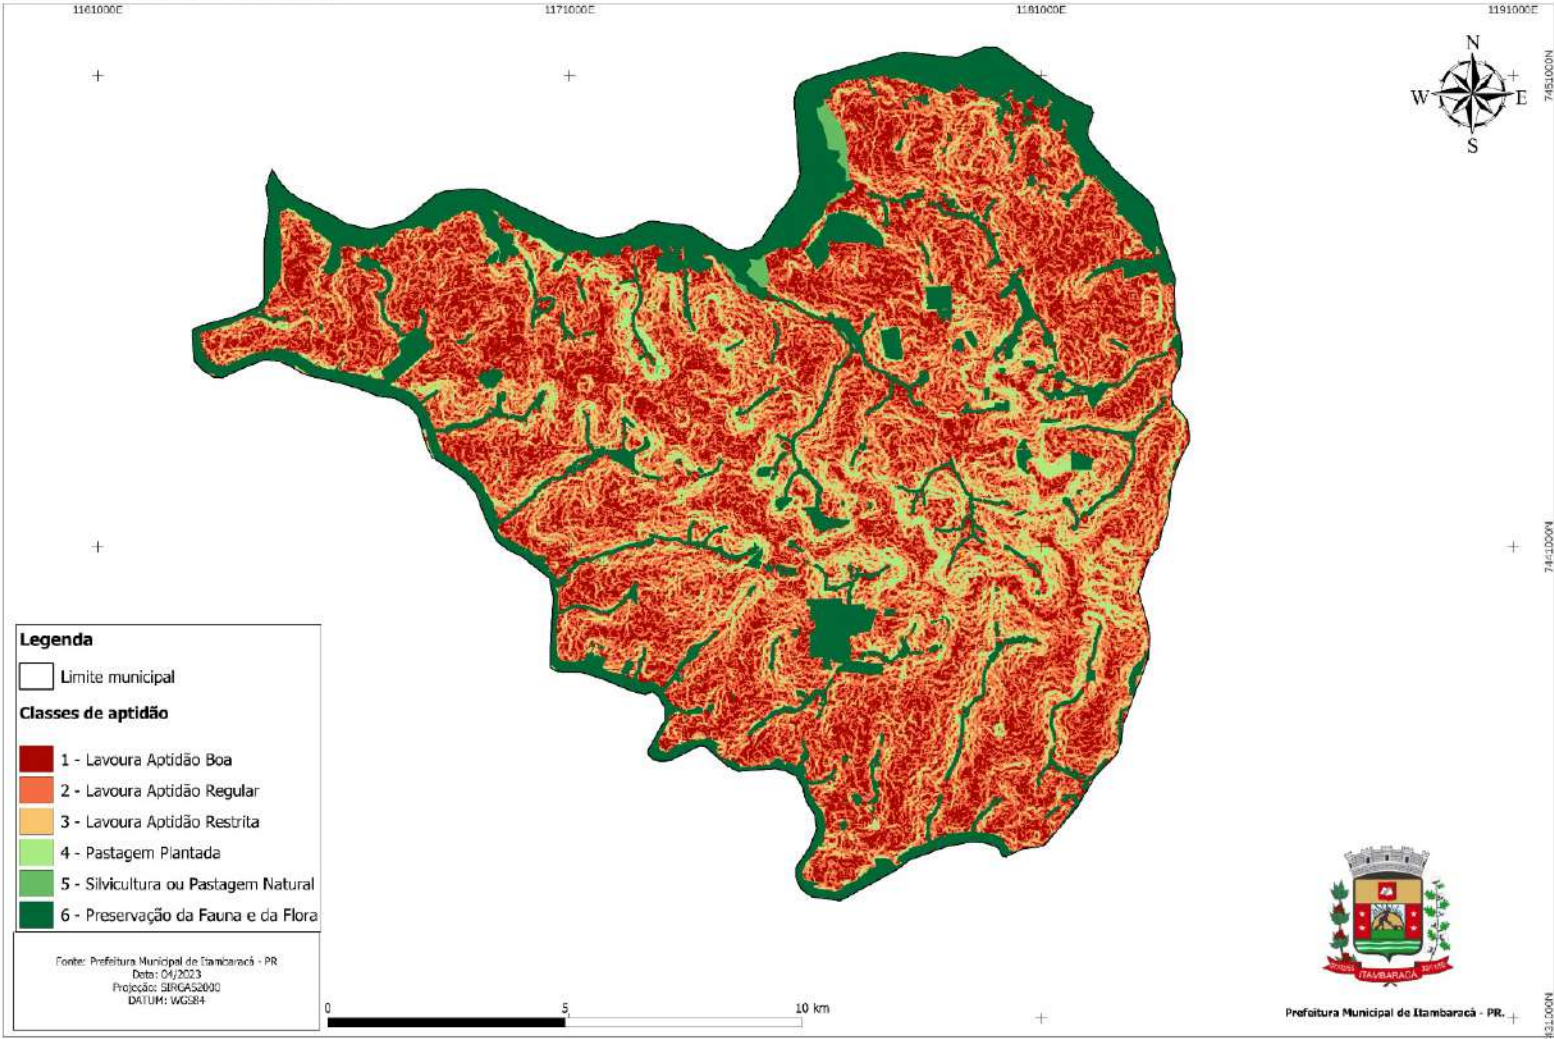 1161000E
1171000E
1181000E
1191000E
N
W E
S
7451000N
7441000N
Legenda
Limite municipal
Classes de aptidão
1 - Lavoura Aptidão Boa
2 - Lavoura Aptidão Regular
3 - Lavoura Aptidão Restrita
4 - Pastagem Plantada
5 - Silvicultura ou Pastagem Natural
6 - Preservação da Fauna e da Flora
Fonte: Prefeitura Municipal de Itambaracá - PR
Data: 04/2023
Projeção: SIRGAS2000
DATUM: WGS84
0 5 10 km
ITAMBARACÁ
Prefeitura Municipal de Itambaracá - PR.